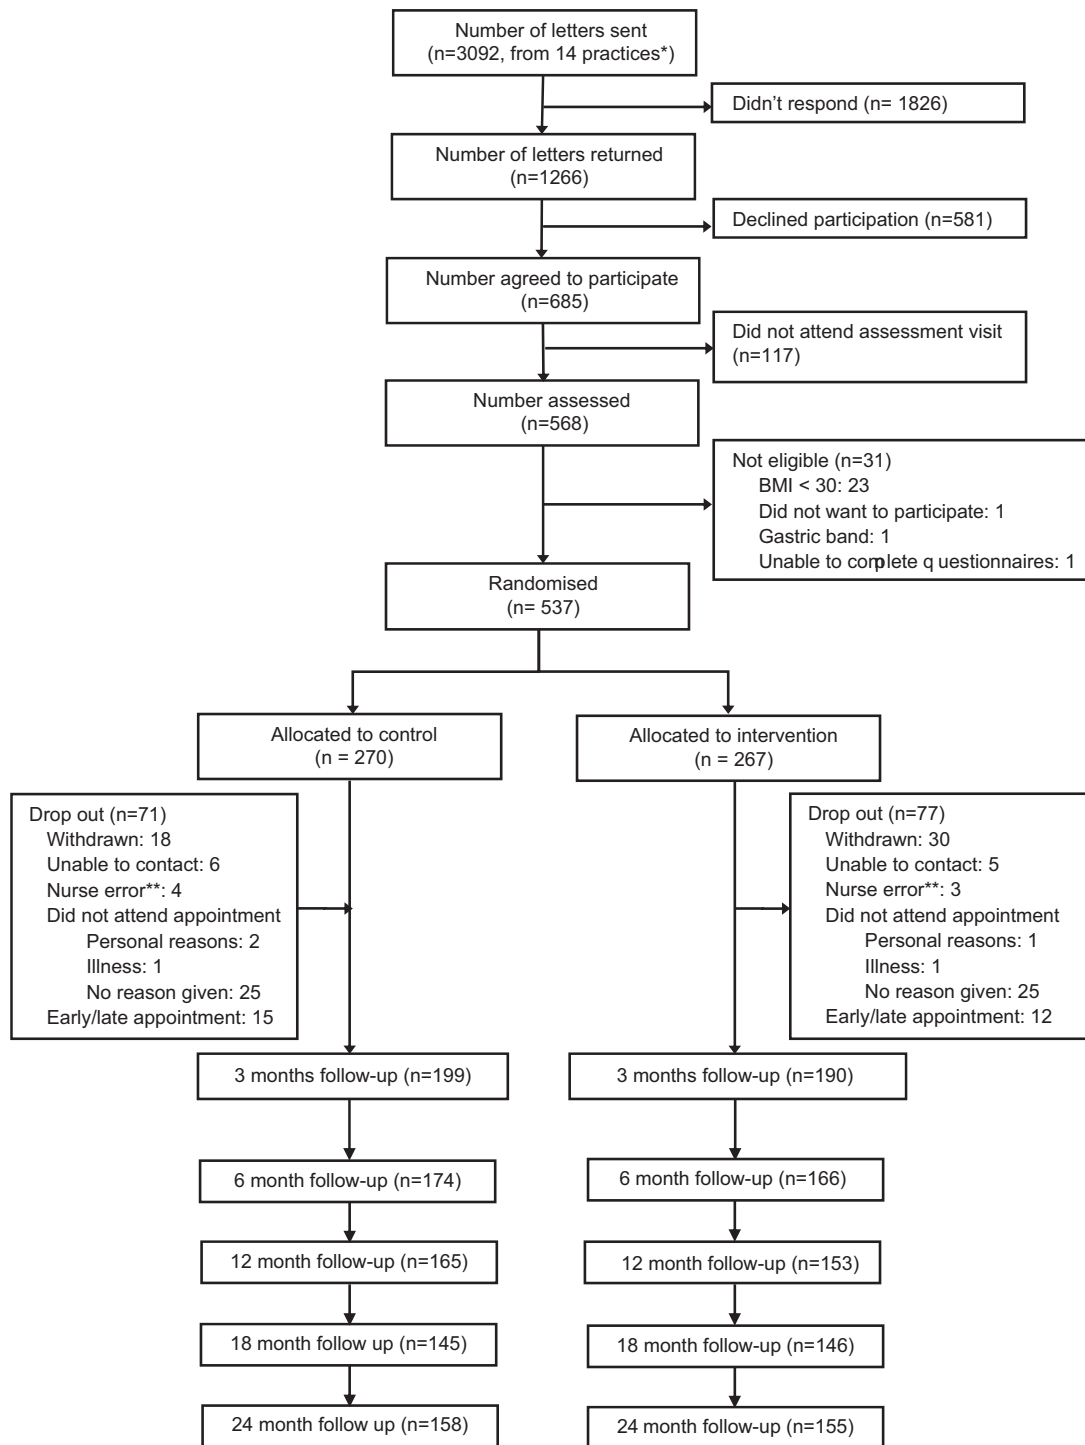 Number of letters sent
(n=3092, from 14 practices*)
Didn't respond (n= 1826)
Number of letters returned
(n=1266)
Declined participation (n=581)
Number agreed to participate
(n=685)
Did not attend assessment visit
(n=117)
Number assessed
(n=568)
Not eligible (n=31)
BMI < 30: 23
Did not want to participate: 1
Gastric band: 1
Unable to complete q uestionnaires: 1
Randomised
(n= 537)
Allocated to control
(n = 270)
Allocated to intervention
(n = 267)
Drop out (n=71)
Withdrawn: 18
Unable to contact: 6
Nurse error**: 4
Did not attend appointment
Personal reasons: 2
Illness: 1
No reason given: 25
Early/late appointment: 15
Drop out (n=77)
Withdrawn: 30
Unable to contact: 5
Nurse error**: 3
Did not attend appointment
Personal reasons: 1
Illness: 1
No reason given: 25
Early/late appointment: 12
3 months follow-up (n=199)
3 months follow-up (n=190)
6 month follow-up (n=174)
6 month follow-up (n=166)
12 month follow-up (n=165)
12 month follow-up (n=153)
18 month follow up (n=145)
18 month follow-up (n=146)
24 month follow up (n=158)
24 month follow-up (n=155)